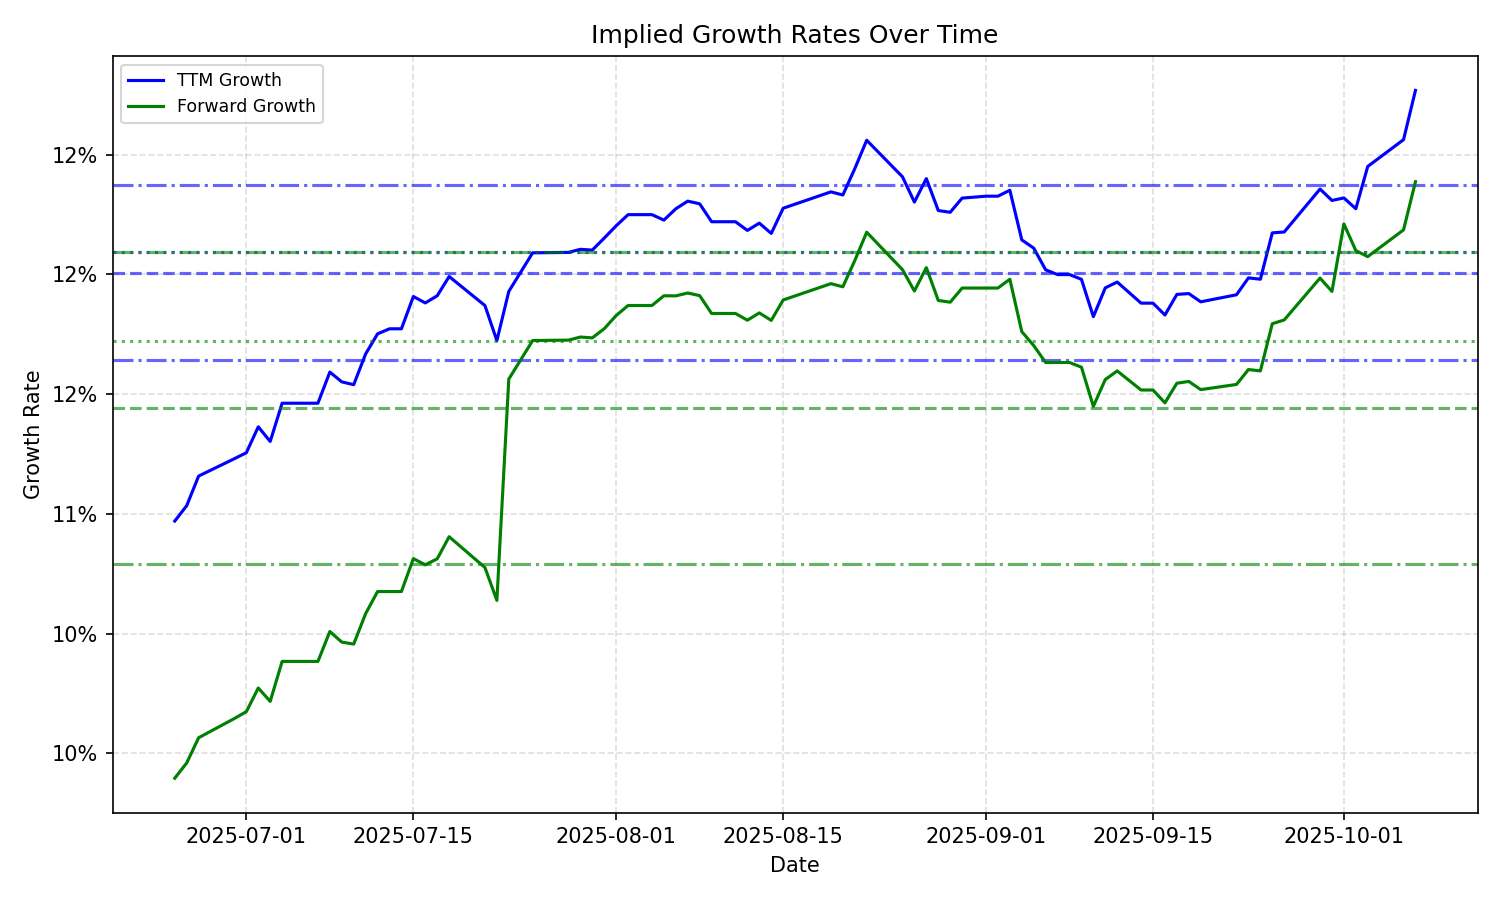 Implied Growth Rates Over Time
TTM Growth
Forward Growth
12%
12%
12%
11%
10%
10%
Growth Rate
2025-07-01
2025-07-15
2025-08-01
2025-08-15
2025-09-01
2025-09-15
2025-10-01
Date